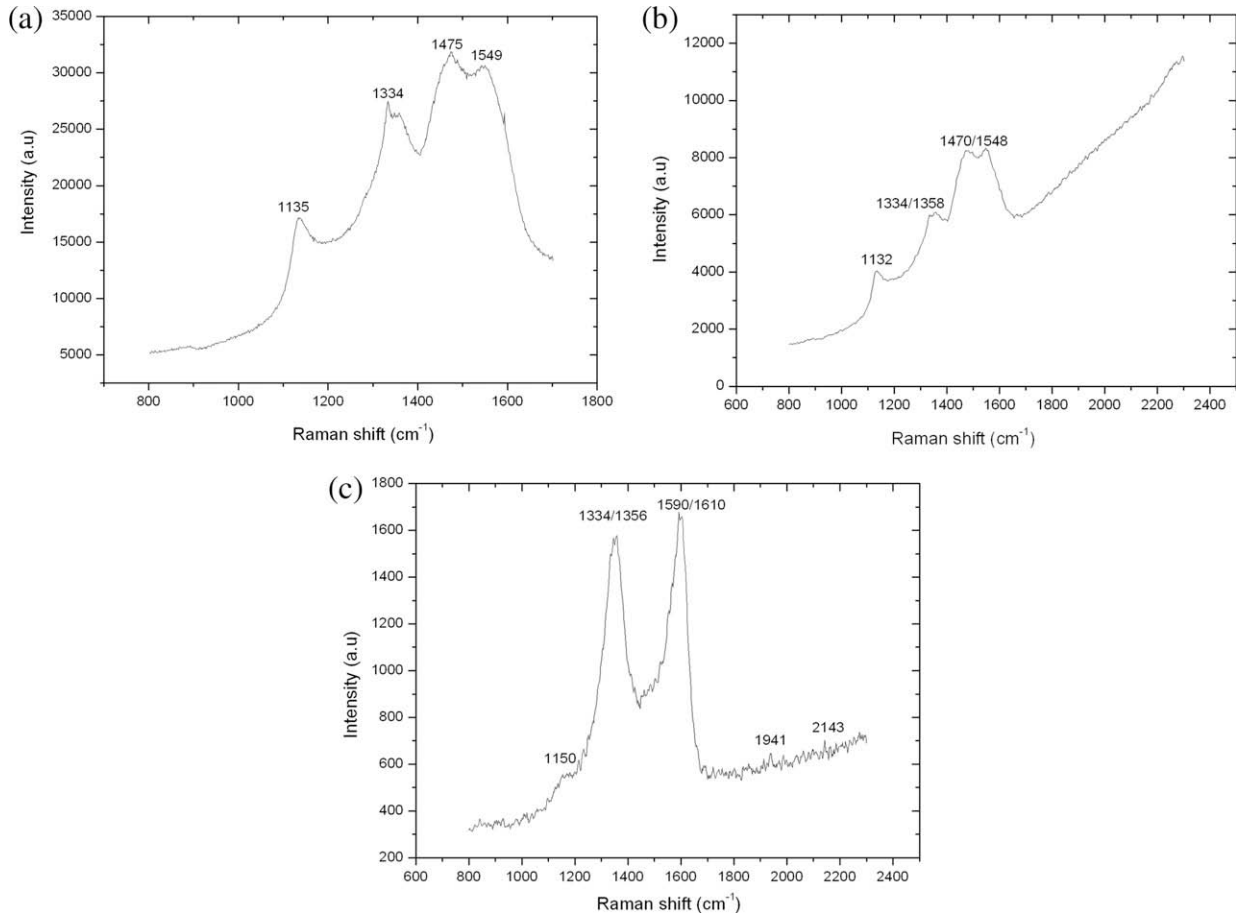 (a)
35000
30000
25000
20000
15000
10000
5000
Intensity (a.u)
1135
1334
1475
1549
800 1000 1200 1400 1600 1800
Raman shift (cm⁻¹)
(b)
12000
10000
8000
6000
4000
2000
0
Intensity (a.u)
1132
1334/1358
1470/1548
600 800 1000 1200 1400 1600 1800 2000 2200 2400
Raman shift (cm⁻¹)
(c)
1800
1600
1400
1200
1000
800
600
400
200
Intensity (a.u)
1150
1334/1356
1590/1610
1941
2143
800 1000 1200 1400 1600 1800 2000 2200 2400
Raman shift (cm⁻¹)